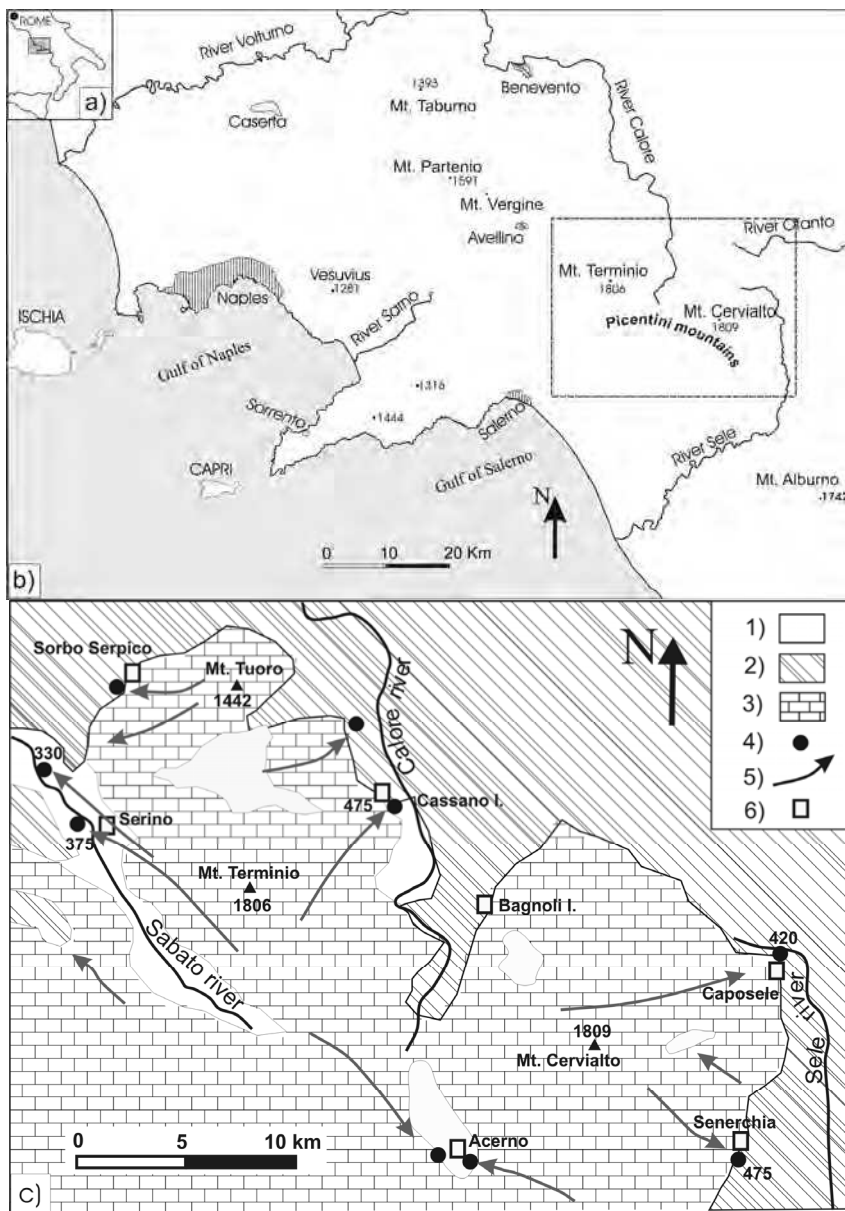 ROME
a)
River Volturno
1393
Mt. Taburno
Benevento
River Calore
Caserta
Mt. Partenio
1591
Mt. Vergine
Avellino
River Ofanto
Vesuvius
1281
Naples
River Sarno
Mt. Terminio
1806
Mt. Cervialto
1809
Picentini mountains
ISCHIA
Gulf of Naples
Sorrento
1316
1444
Salerno
CAPRI
Gulf of Salerno
River Sele
Mt. Alburno
1742
N
0 10 20 Km
b)
Sorbo Serpico
Mt. Tuoro
1442
Calore river
N
1)
2)
3)
4)
5)
6)
330
Serino
375
475
Cassano I.
Mt. Terminio
1806
Bagnoli I.
Sabato river
420
Caposele
Sele river
1809
Mt. Cervialto
Senerchia
475
Acerno
0 5 10 km
c)